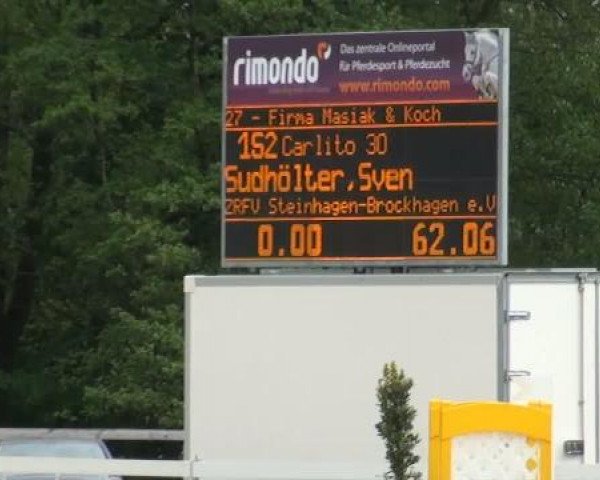 rimondo
Das zentrale Onlineportal
für Pferdesport & Pferdezucht
www.rimondo.com
27 - Firma Masiak & Koch
152 Carlito 30
Sudhölter, Sven
ZRFV Steinhagen-Brockhagen e.V
0.00 62.06